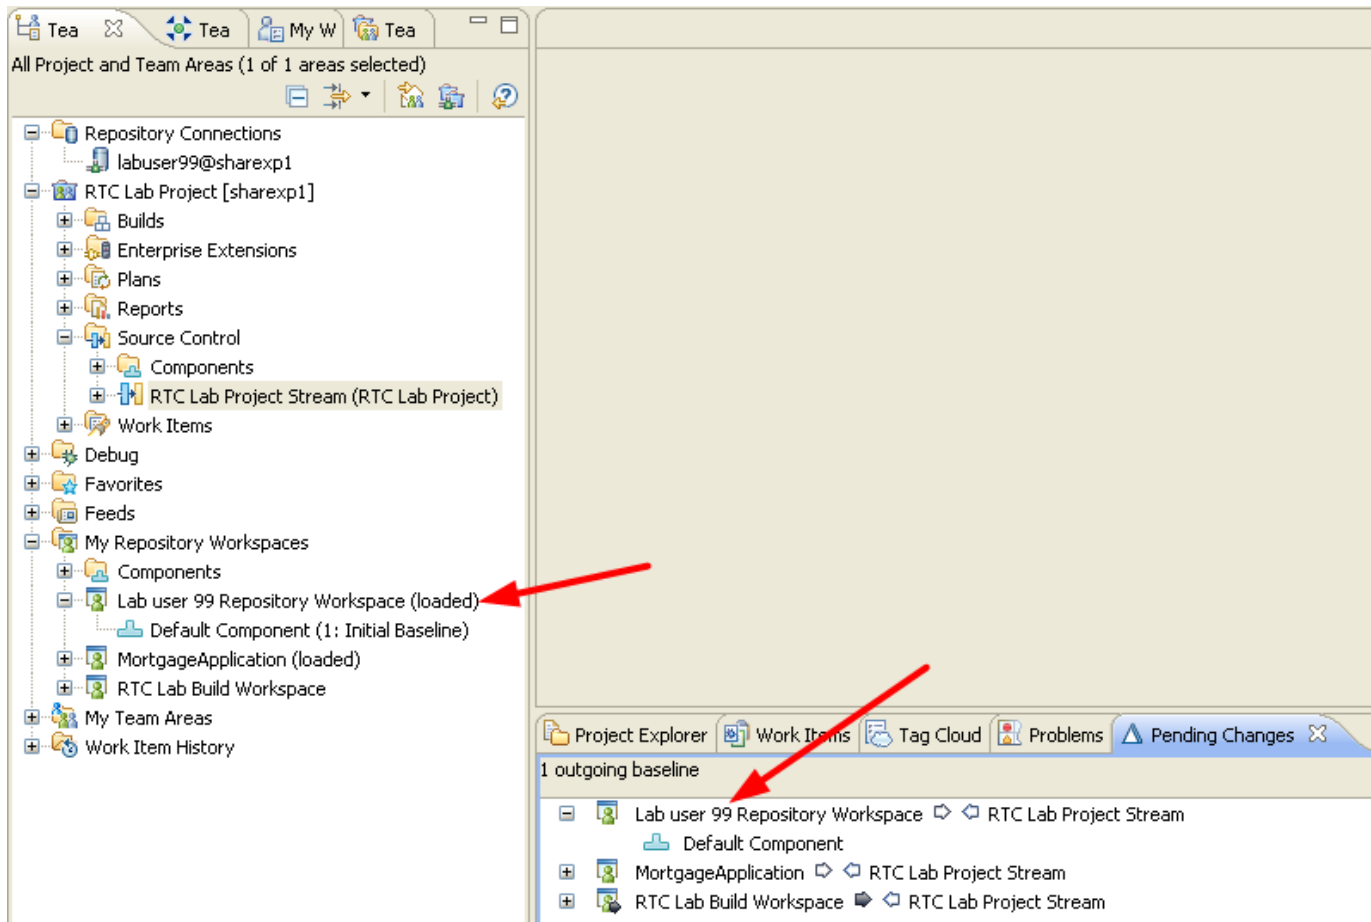 Tea Tea My W Tea
All Project and Team Areas (1 of 1 areas selected)
Repository Connections
labuser99@sharexp1
RTC Lab Project [sharexp1]
Builds
Enterprise Extensions
Plans
Reports
Source Control
Components
RTC Lab Project Stream (RTC Lab Project)
Work Items
Debug
Favorites
Feeds
My Repository Workspaces
Components
Lab user 99 Repository Workspace (loaded)
Default Component (1: Initial Baseline)
MortgageApplication (loaded)
RTC Lab Build Workspace
My Team Areas
Work Item History
Project Explorer Work Items Tag Cloud Problems Pending Changes
1 outgoing baseline
Lab user 99 Repository Workspace RTC Lab Project Stream
Default Component
MortgageApplication RTC Lab Project Stream
RTC Lab Build Workspace RTC Lab Project Stream